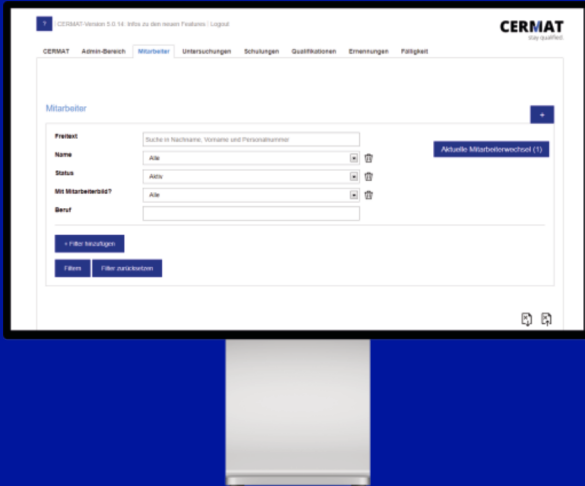 ? CERMAT-Version 5.0.14 Infos zu den neuen Features | Logout
CERMAT
stay qualified.
CERMAT Admin-Bereich Mitarbeiter Untersuchungen Schulungen Qualifikationen Ernennungen Fälligkeit
Mitarbeiter
+
Freitext Suche in Nachname, Vorname und Personalnummer
Aktuelle Mitarbeiterwechsel (1)
Name Alle
Status Aktiv
Mit Mitarbeiterbild? Alle
Beruf
+ Filter hinzufügen
Filtern Filter zurücksetzen